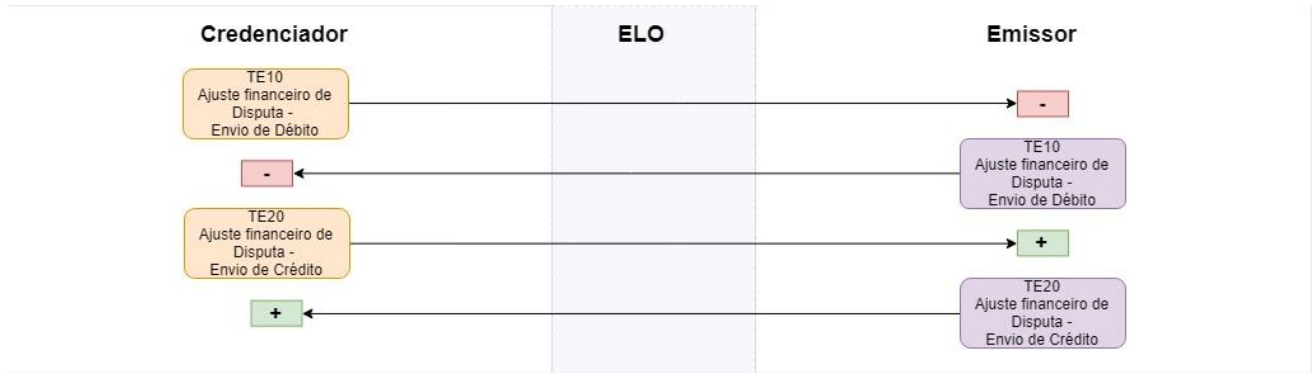 Credenciador
ELO
Emissor
TE10
Ajuste financeiro de
Disputa -
Envio de Débito
-
TE10
Ajuste financeiro de
Disputa -
Envio de Débito
-
TE20
Ajuste financeiro de
Disputa -
Envio de Crédito
+
TE20
Ajuste financeiro de
Disputa -
Envio de Crédito
+